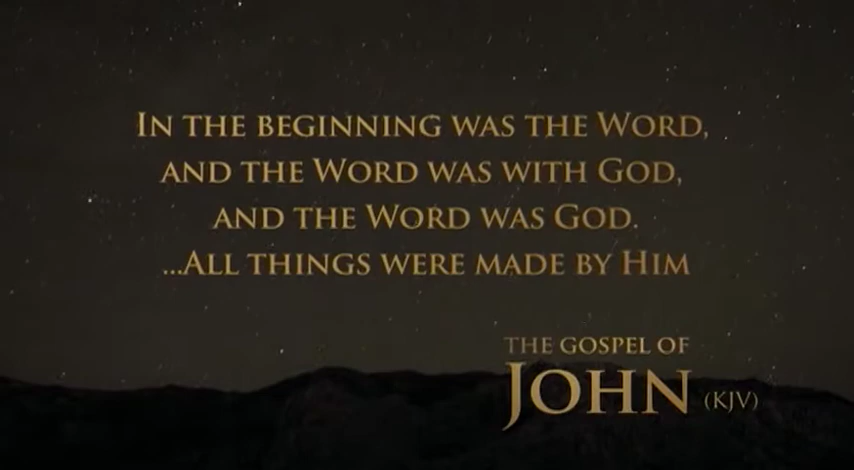 In the beginning was the Word,
and the Word was with God,
and the Word was God.
...All things were made by Him
The Gospel of
John (KJV)